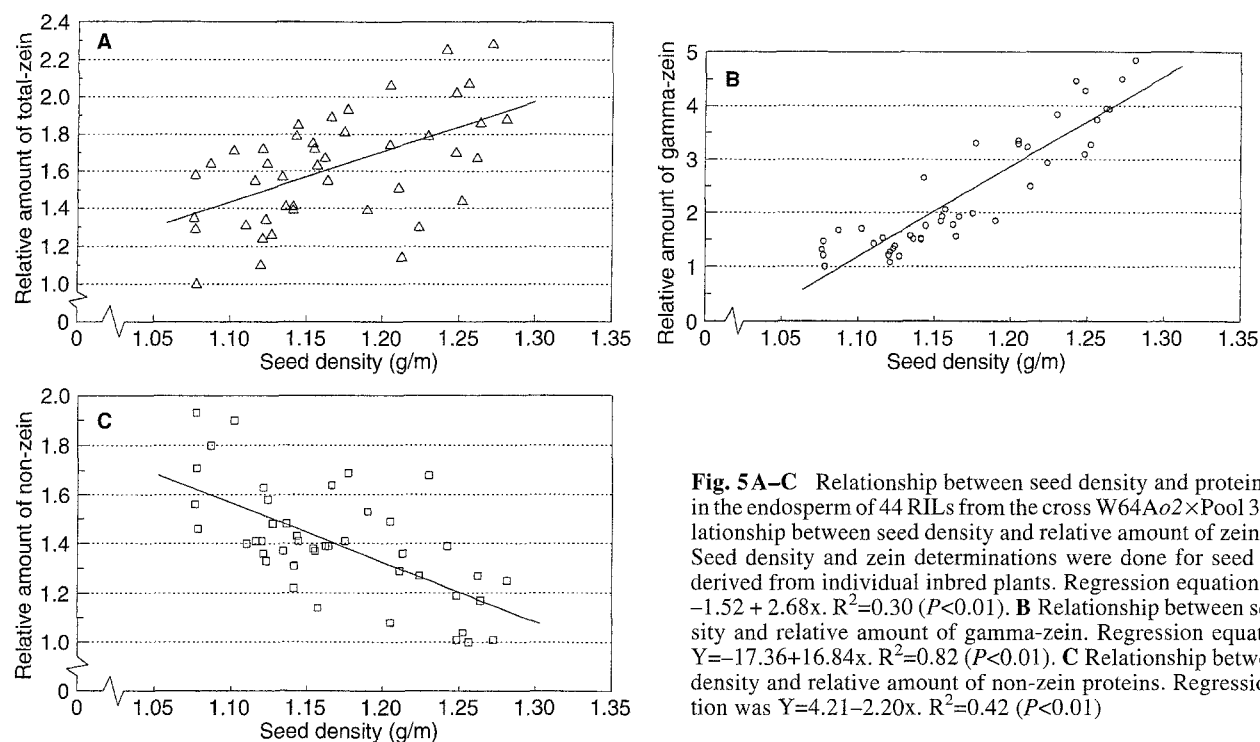 A
Relative amount of total-zein
2.4
2.2
2.0
1.8
1.6
1.4
1.2
1.0
0
0 1.05 1.10 1.15 1.20 1.25 1.30 1.35
Seed density (g/m)
B
Relative amount of gamma-zein
5
4
3
2
1
0
0 1.05 1.10 1.15 1.20 1.25 1.30 1.35
Seed density (g/m)
C
Relative amount of non-zein
2.0
1.8
1.6
1.4
1.2
1.0
0
0 1.05 1.10 1.15 1.20 1.25 1.30 1.35
Seed density (g/m)
Fig. 5A–C Relationship between seed density and protein
in the endosperm of 44 RILs from the cross W64Ao2×Pool 3
lationship between seed density and relative amount of zein
Seed density and zein determinations were done for seed
derived from individual inbred plants. Regression equation
–1.52 + 2.68x. R²=0.30 (P<0.01). B Relationship between se
sity and relative amount of gamma-zein. Regression equat
Y=–17.36+16.84x. R²=0.82 (P<0.01). C Relationship betwe
density and relative amount of non-zein proteins. Regressio
tion was Y=4.21–2.20x. R²=0.42 (P<0.01)